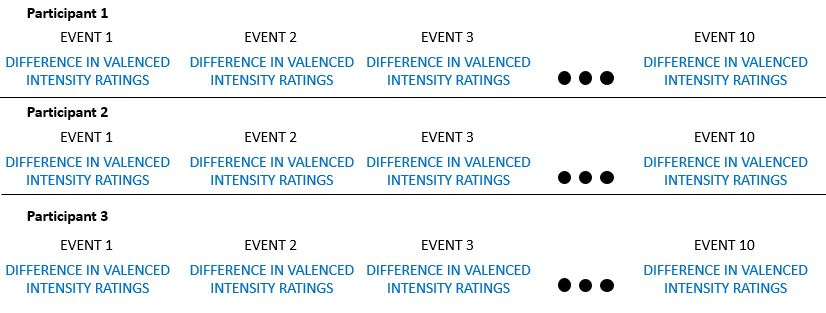 Participant 1
EVENT 1 EVENT 2 EVENT 3 EVENT 10
DIFFERENCE IN VALENCED DIFFERENCE IN VALENCED DIFFERENCE IN VALENCED DIFFERENCE IN VALENCED
INTENSITY RATINGS INTENSITY RATINGS INTENSITY RATINGS INTENSITY RATINGS
Participant 2
EVENT 1 EVENT 2 EVENT 3 EVENT 10
DIFFERENCE IN VALENCED DIFFERENCE IN VALENCED DIFFERENCE IN VALENCED DIFFERENCE IN VALENCED
INTENSITY RATINGS INTENSITY RATINGS INTENSITY RATINGS INTENSITY RATINGS
Participant 3
EVENT 1 EVENT 2 EVENT 3 EVENT 10
DIFFERENCE IN VALENCED DIFFERENCE IN VALENCED DIFFERENCE IN VALENCED DIFFERENCE IN VALENCED
INTENSITY RATINGS INTENSITY RATINGS INTENSITY RATINGS INTENSITY RATINGS